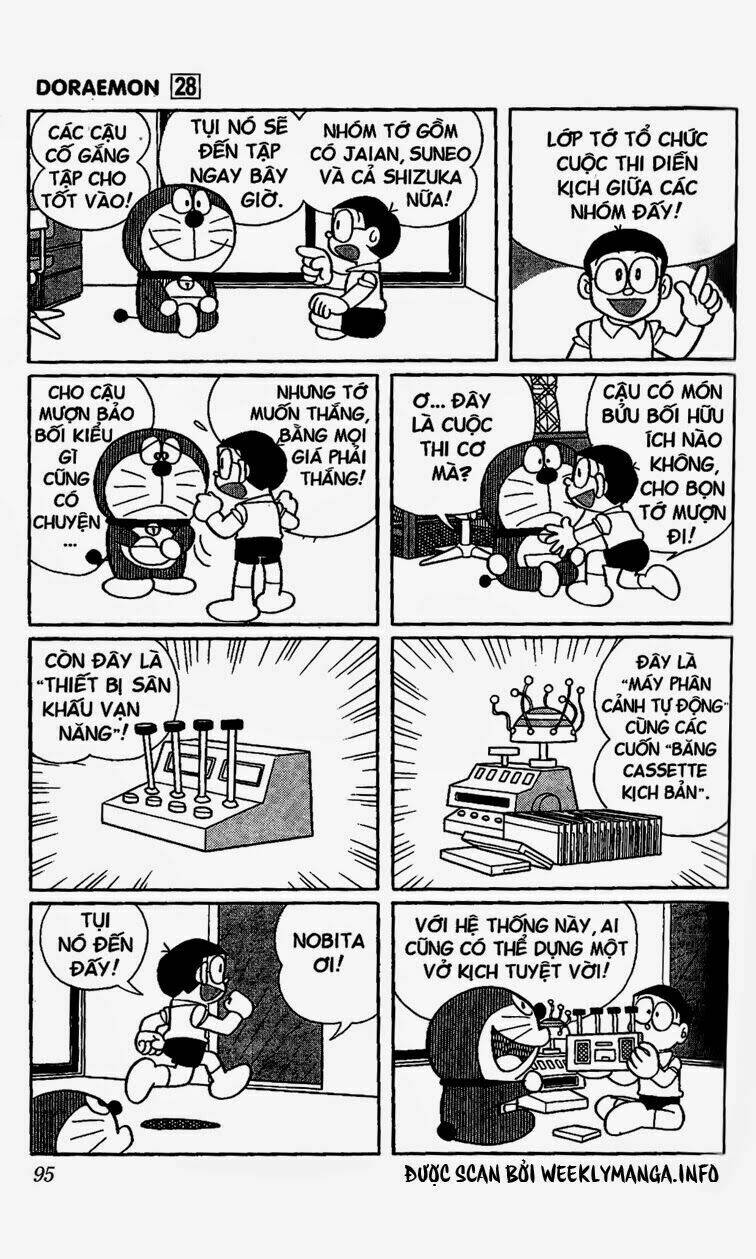 DORAEMON 28
LỚP TỚ TỔ CHỨC
CUỘC THI DIỄN
KỊCH GIỮA CÁC
NHÓM ĐẤY!
NHÓM TỚ GỒM
CÓ JAIAN, SUNEO
VÀ CẢ SHIZUKA
NỮA!
TỤI NÓ SẼ
ĐẾN TẬP
NGAY BÂY
GIỜ.
CÁC CẬU
CỐ GẮNG
TẬP CHO
TỐT VÀO!
CẬU CÓ MÓN
BỬU BỐI HỮU
ÍCH NÀO
KHÔNG,
CHO BỌN
TỚ MƯỢN
ĐI!
Ơ... ĐÂY
LÀ CUỘC
THI CƠ
MÀ?
NHƯNG TỚ
MUỐN THẮNG,
BẰNG MỌI
GIÁ PHẢI
THẮNG!
CHO CẬU
MƯỢN BẢO
BỐI KIỂU
GÌ
CŨNG
CÓ
CHUYỆN
...
ĐÂY LÀ
"MÁY PHÂN
CẢNH TỰ ĐỘNG"
CÙNG CÁC
CUỐN "BĂNG
CASSETTE
KỊCH BẢN".
CÒN ĐÂY LÀ
"THIẾT BỊ SÂN
KHẤU VẠN
NĂNG"!
VỚI HỆ THỐNG NÀY, AI
CŨNG CÓ THỂ DỰNG MỘT
VỞ KỊCH TUYỆT VỜI!
NOBITA
ƠI!
TỤI
NÓ ĐẾN
ĐẤY!
95
ĐƯỢC SCAN BỞI WEEKLYMANGA.INFO